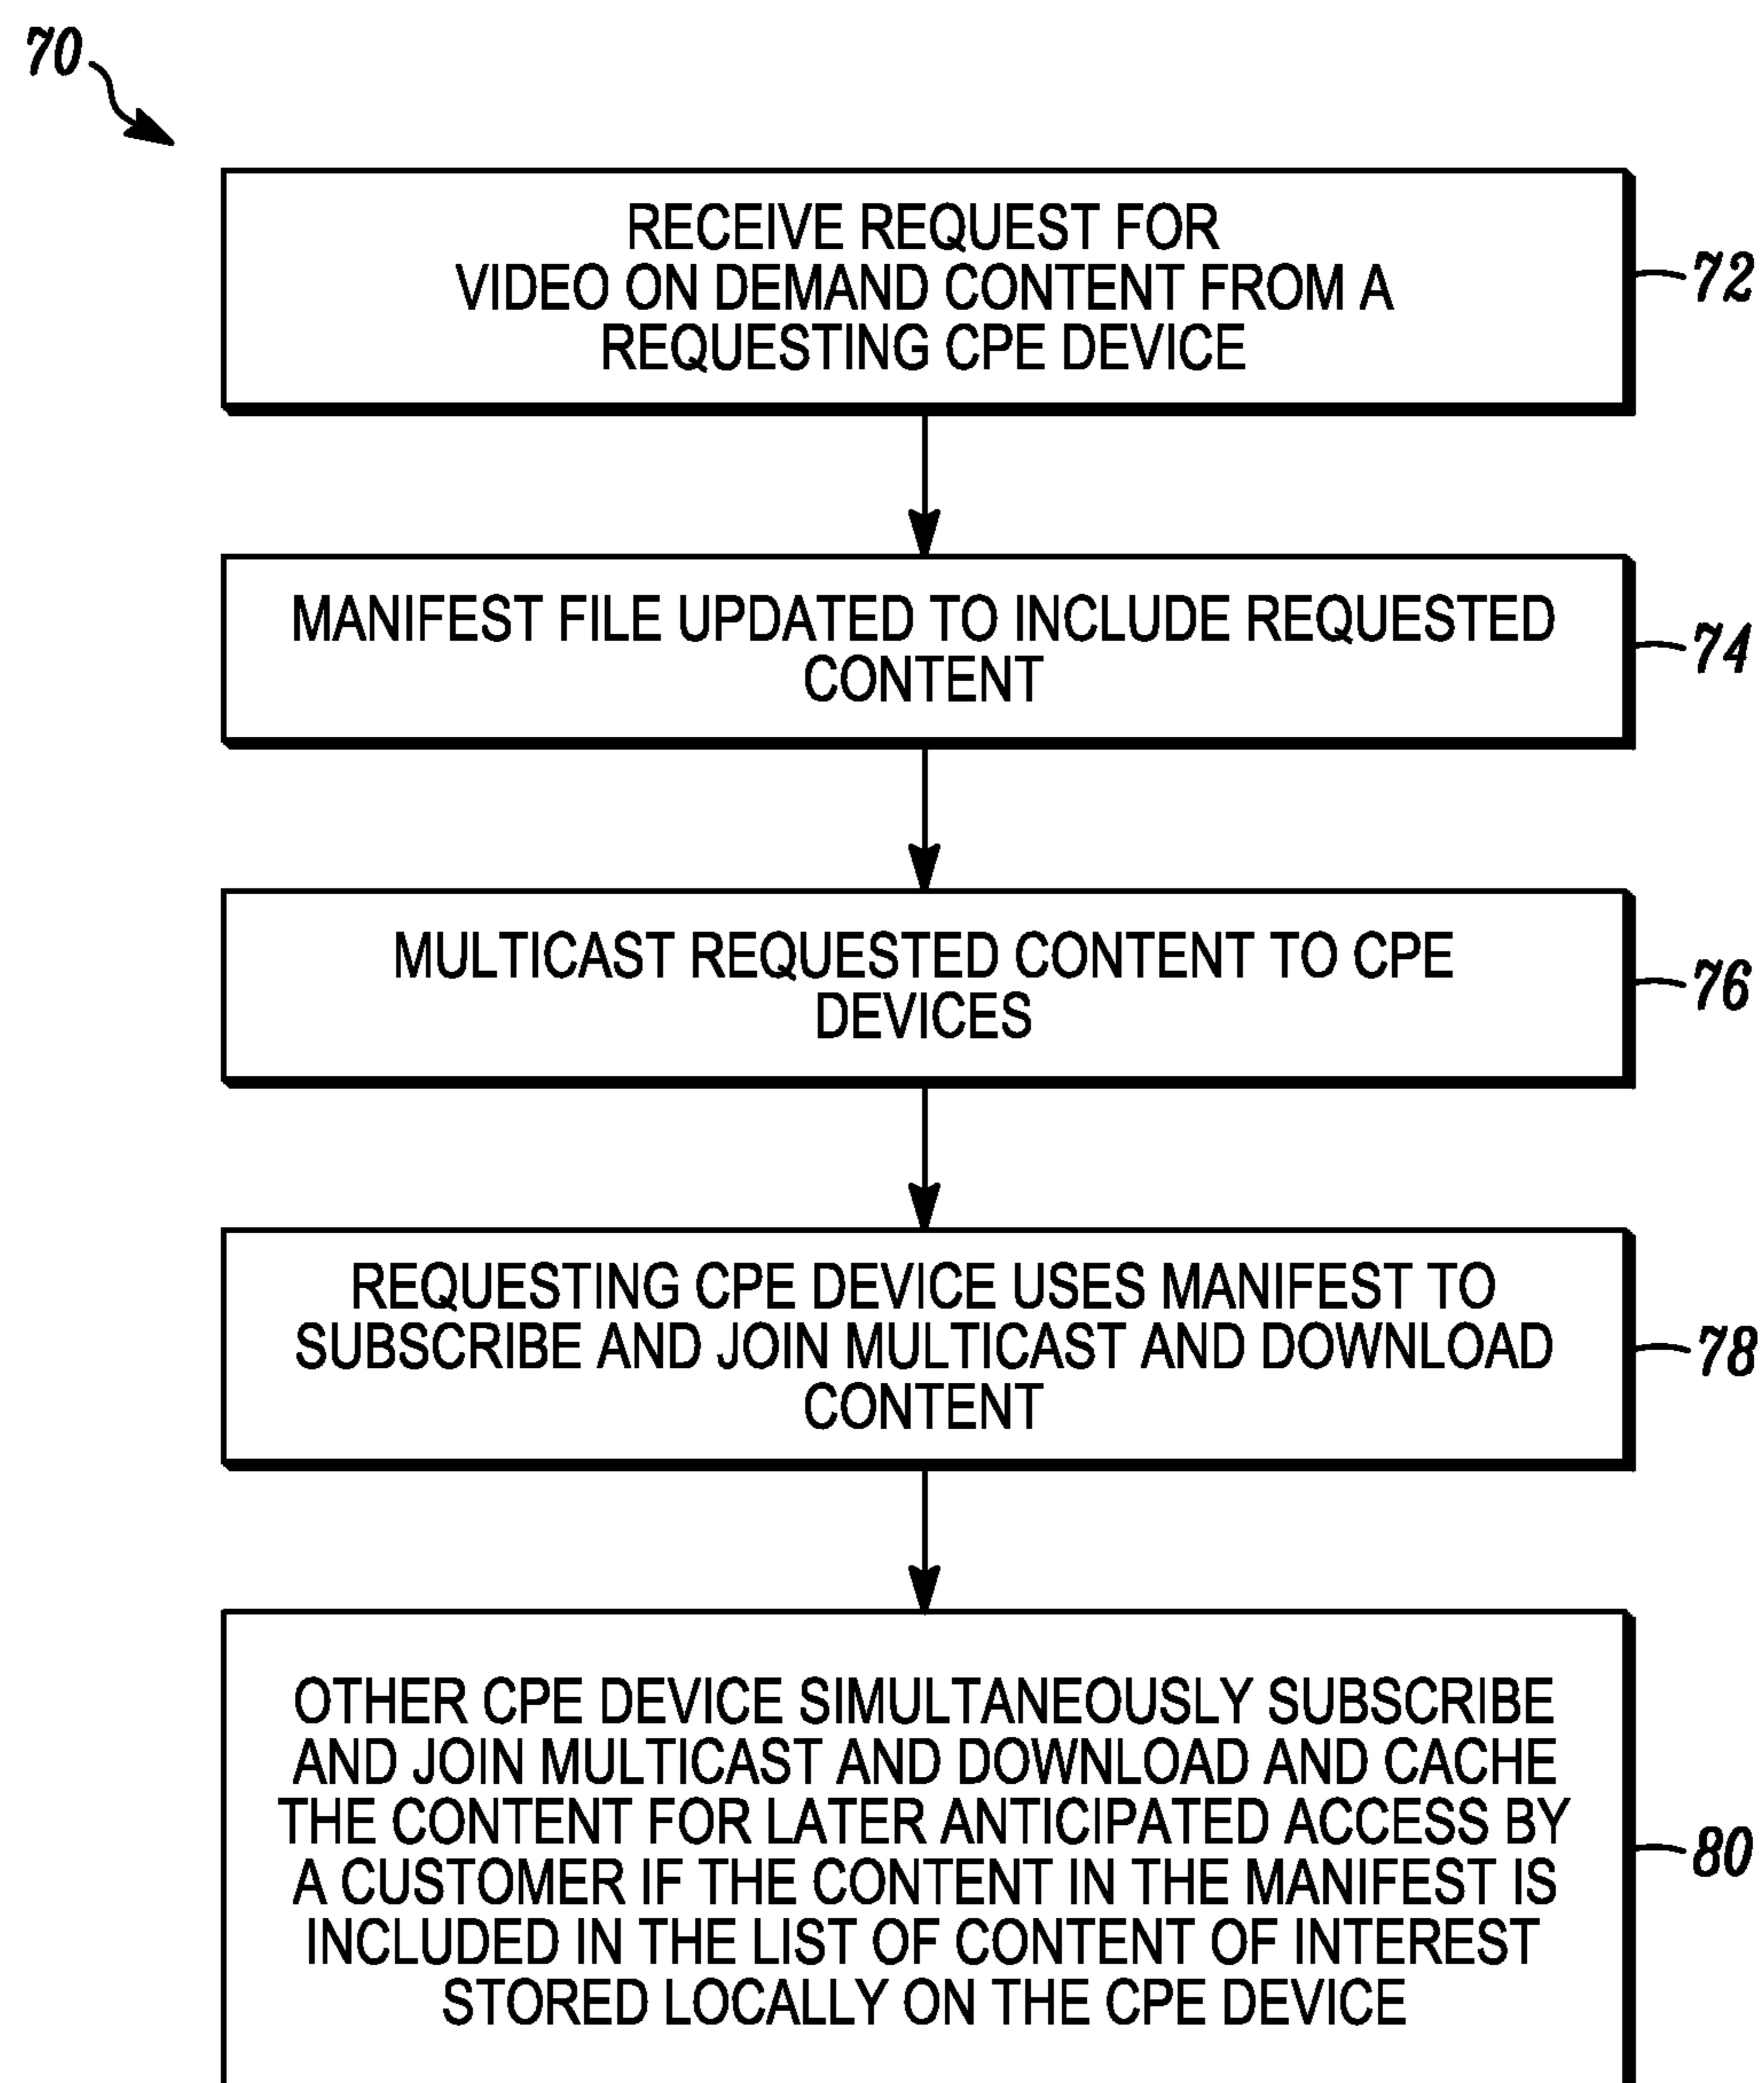 70
RECEIVE REQUEST FOR
VIDEO ON DEMAND CONTENT FROM A
REQUESTING CPE DEVICE
72
MANIFEST FILE UPDATED TO INCLUDE REQUESTED
CONTENT
74
MULTICAST REQUESTED CONTENT TO CPE
DEVICES
76
REQUESTING CPE DEVICE USES MANIFEST TO
SUBSCRIBE AND JOIN MULTICAST AND DOWNLOAD
CONTENT
78
OTHER CPE DEVICE SIMULTANEOUSLY SUBSCRIBE
AND JOIN MULTICAST AND DOWNLOAD AND CACHE
THE CONTENT FOR LATER ANTICIPATED ACCESS BY
A CUSTOMER IF THE CONTENT IN THE MANIFEST IS
INCLUDED IN THE LIST OF CONTENT OF INTEREST
STORED LOCALLY ON THE CPE DEVICE
80